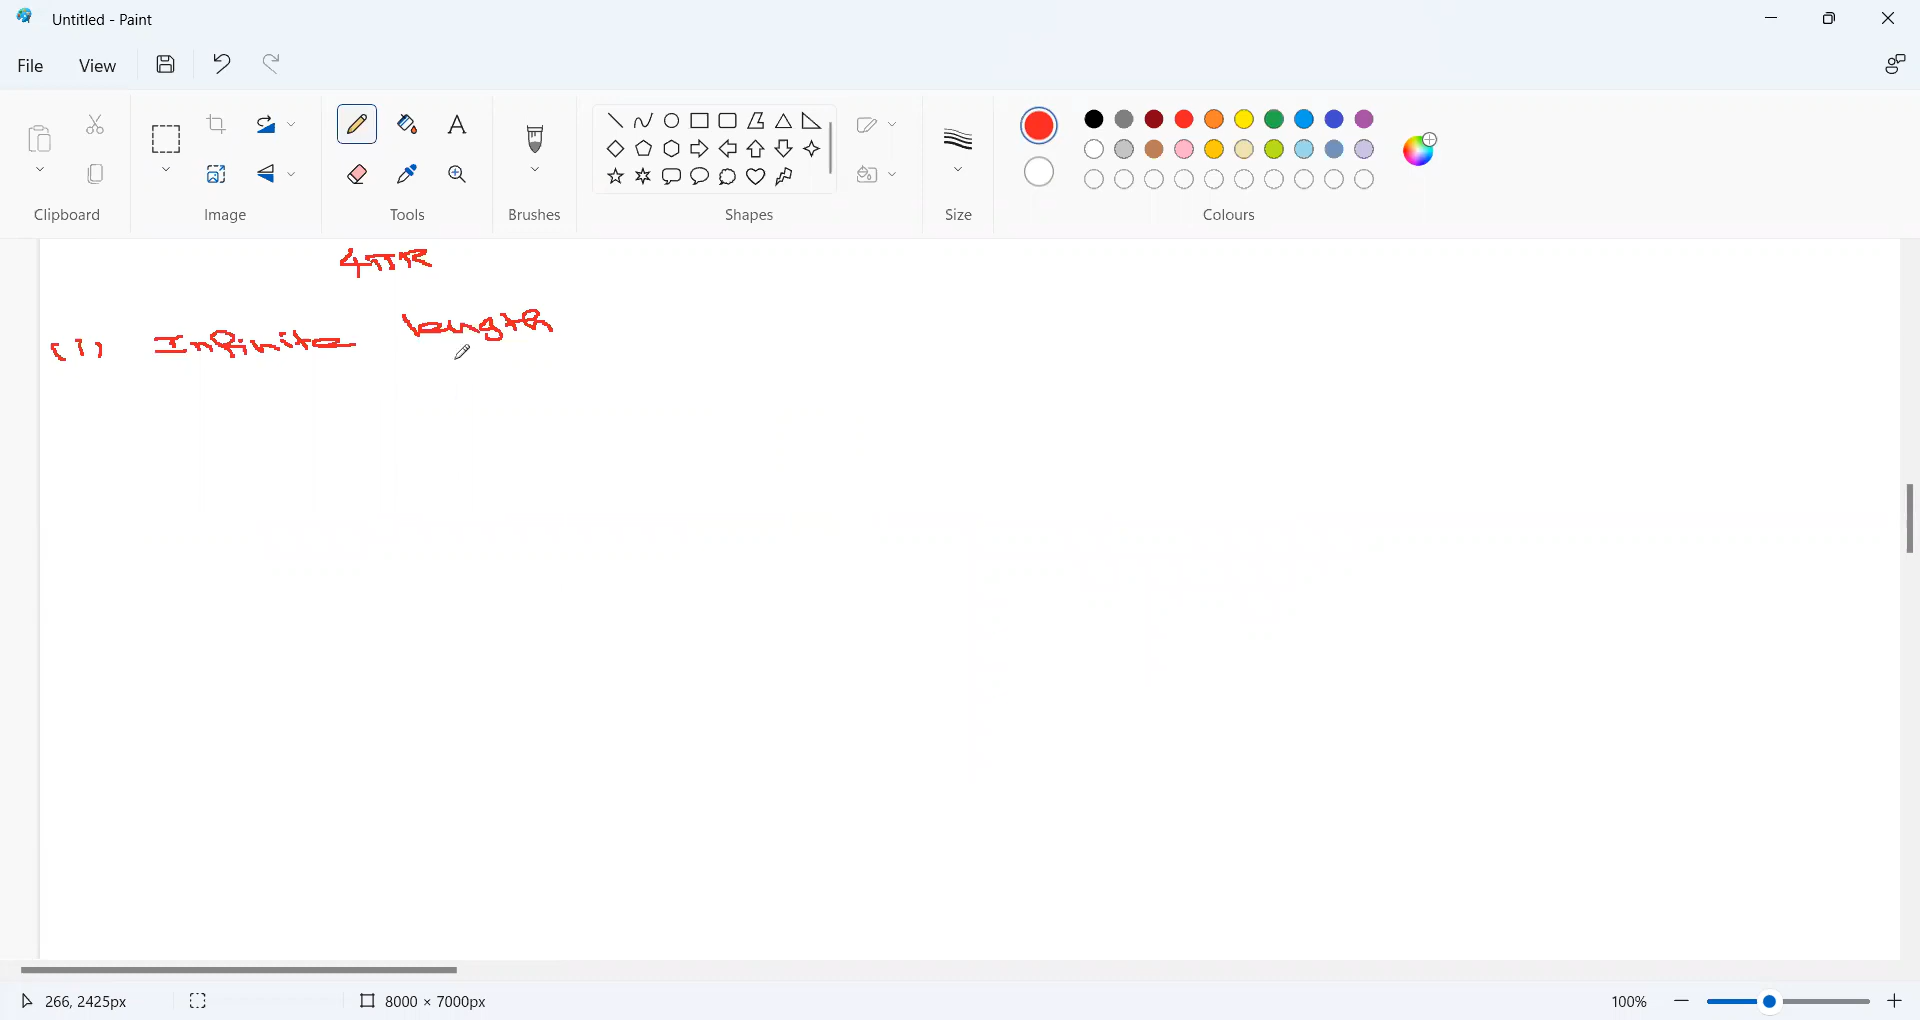 Untitled - Paint
File View
Clipboard Image Tools Brushes Shapes Size Colours
4πR
(1) Infinite length
266, 2425px 8000 × 7000px 100%